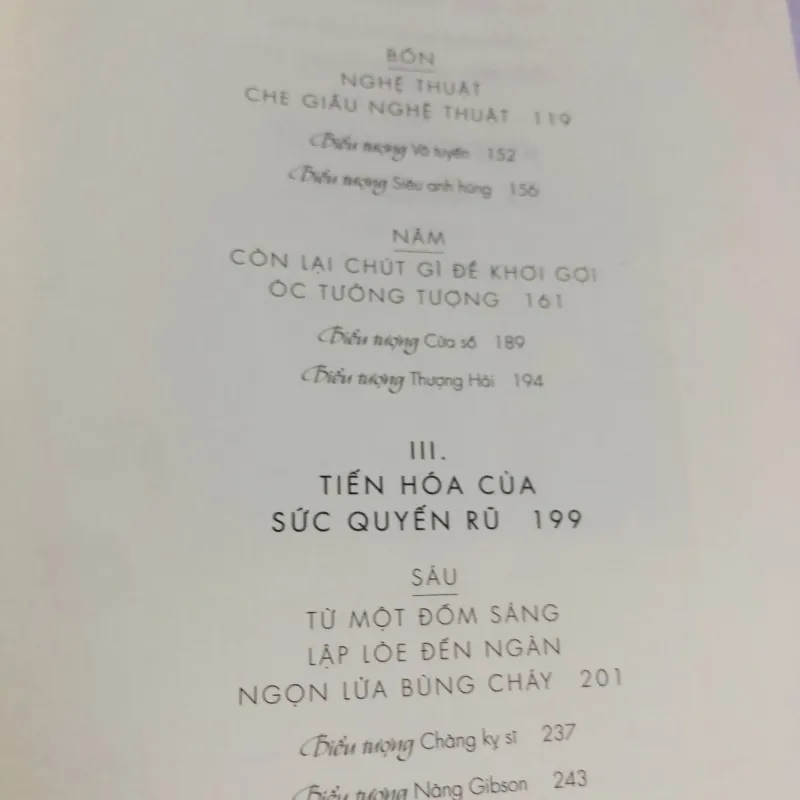 BỐN
NGHỆ THUẬT
CHE GIẤU NGHỆ THUẬT 119
Biểu tượng Vô tuyến 152
Biểu tượng Siêu anh hùng 156
NĂM
CÒN LẠI CHÚT GÌ ĐỂ KHƠI GỢI
ÓC TƯỞNG TƯỢNG 161
Biểu tượng Cửa sổ 189
Biểu tượng Thượng Hải 194
III.
TIẾN HÓA CỦA
SỨC QUYẾN RŨ 199
SÁU
TỪ MỘT ĐỐM SÁNG
LẬP LÒE ĐẾN NGÀN
NGỌN LỬA BÙNG CHÁY 201
Biểu tượng Chàng kỵ sĩ 237
Biểu tượng Nàng Gibson 243